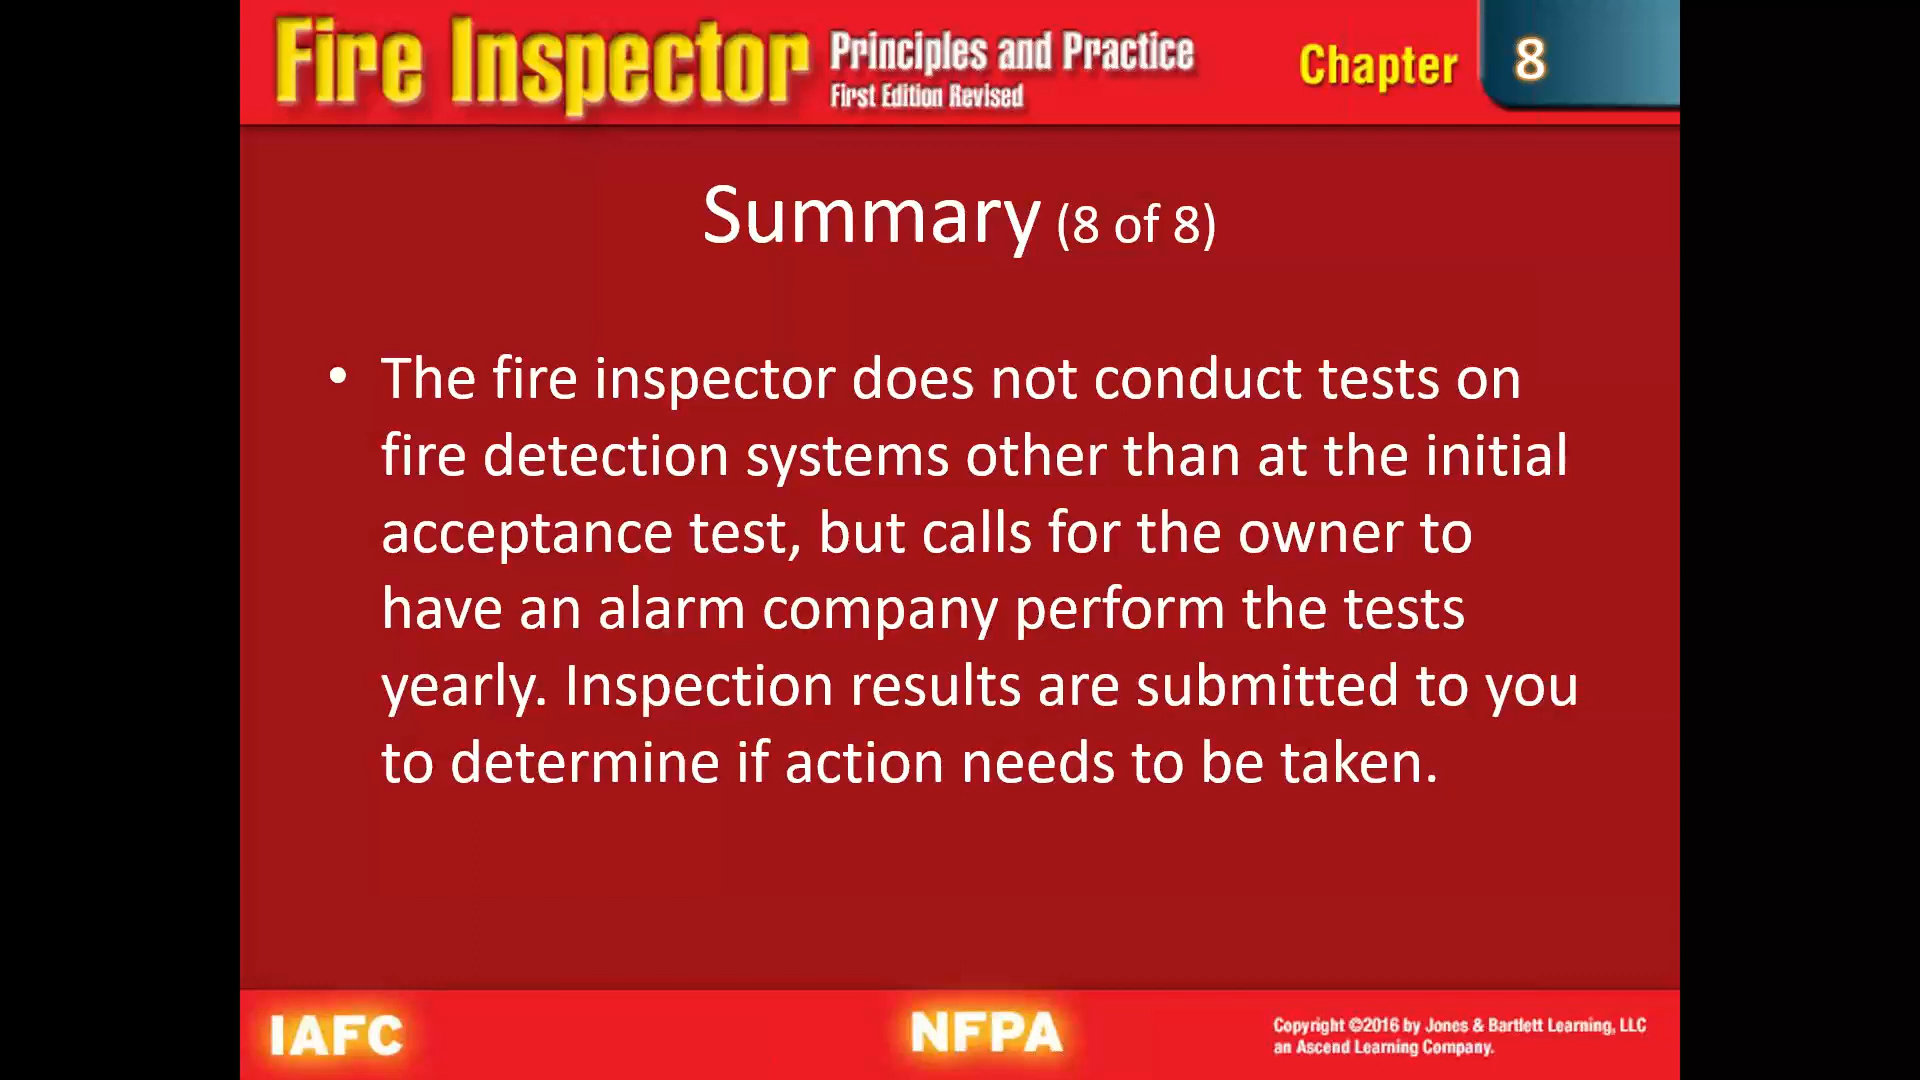 Fire Inspector Principles and Practice
First Edition Revised
Chapter 8
Summary (8 of 8)
• The fire inspector does not conduct tests on
fire detection systems other than at the initial
acceptance test, but calls for the owner to
have an alarm company perform the tests
yearly. Inspection results are submitted to you
to determine if action needs to be taken.
IAFC
NFPA
Copyright ©2016 by Jones & Bartlett Learning, LLC
an Ascend Learning Company.